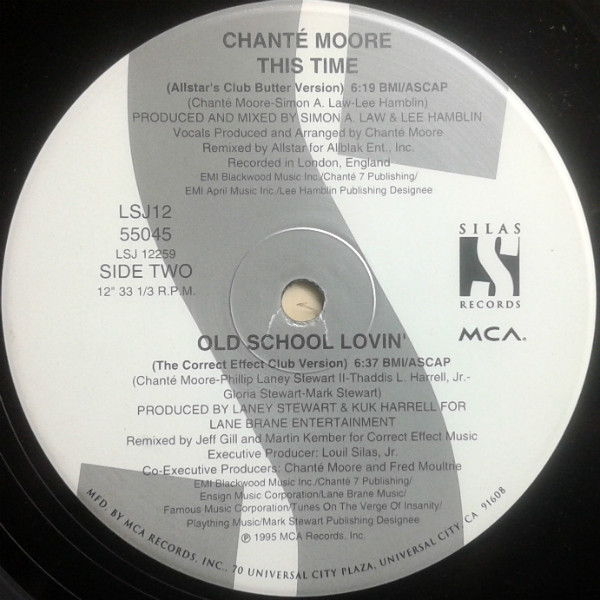 CHANTÉ MOORE
THIS TIME
(Allstar's Club Butter Version) 6:19 BMI/ASCAP
(Chanté Moore-Simon A. Law-Lee Hamblin)
PRODUCED AND MIXED BY SIMON A. LAW & LEE HAMBLIN
Vocals Produced and Arranged by Chanté Moore
Remixed by Allstar for Allblak Ent., Inc.
Recorded in London, England
EMI Blackwood Music Inc./Chanté 7 Publishing/
EMI April Music Inc./Lee Hamblin Publishing Designee
LSJ12
55045
LSJ 12259
SIDE TWO
12" 33 1/3 R.P.M.
SILAS
S
RECORDS
MCA.
OLD SCHOOL LOVIN'
(The Correct Effect Club Version) 6:37 BMI/ASCAP
(Chanté Moore-Phillip Laney Stewart II-Thaddis L. Harrell, Jr.-
Gloria Stewart-Mark Stewart)
PRODUCED BY LANEY STEWART & KUK HARRELL FOR
LANE BRANE ENTERTAINMENT
Remixed by Jeff Gill and Martin Kember for Correct Effect Music
Executive Producer: Louil Silas, Jr.
Co-Executive Producers: Chanté Moore and Fred Moultrie
EMI Blackwood Music Inc./Chanté 7 Publishing/
Ensign Music Corporation/Lane Brane Music/
Famous Music Corporation/Tunes On The Verge Of Insanity/
Plaything Music/Mark Stewart Publishing Designee
℗ 1995 MCA Records, Inc.
MFD. BY MCA RECORDS, INC., 70 UNIVERSAL CITY PLAZA, UNIVERSAL CITY, CA 91608